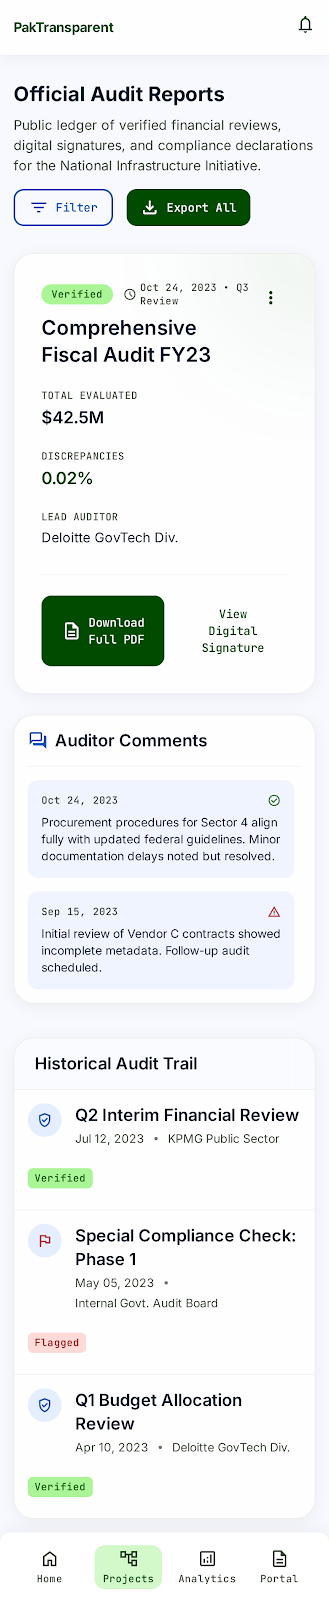 PakTransparent
Official Audit Reports
Public ledger of verified financial reviews,
digital signatures, and compliance declarations
for the National Infrastructure Initiative.
Filter
Export All
Verified
Oct 24, 2023 • Q3
Review
Comprehensive
Fiscal Audit FY23
TOTAL EVALUATED
$42.5M
DISCREPANCIES
0.02%
LEAD AUDITOR
Deloitte GovTech Div.
Download
Full PDF
View
Digital
Signature
Auditor Comments
Oct 24, 2023
Procurement procedures for Sector 4 align
fully with updated federal guidelines. Minor
documentation delays noted but resolved.
Sep 15, 2023
Initial review of Vendor C contracts showed
incomplete metadata. Follow-up audit
scheduled.
Historical Audit Trail
Q2 Interim Financial Review
Jul 12, 2023 • KPMG Public Sector
Verified
Special Compliance Check:
Phase 1
May 05, 2023 •
Internal Govt. Audit Board
Flagged
Q1 Budget Allocation
Review
Apr 10, 2023 • Deloitte GovTech Div.
Verified
Home
Projects
Analytics
Portal